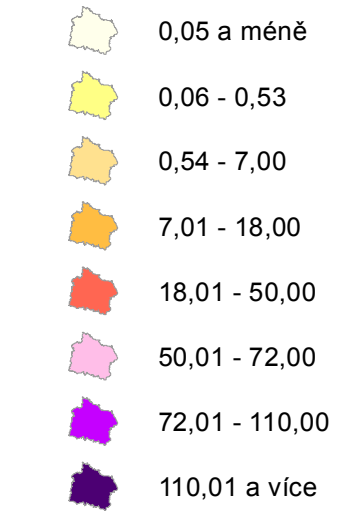 0,05 a méně
0,06 - 0,53
0,54 - 7,00
7,01 - 18,00
18,01 - 50,00
50,01 - 72,00
72,01 - 110,00
110,01 a více